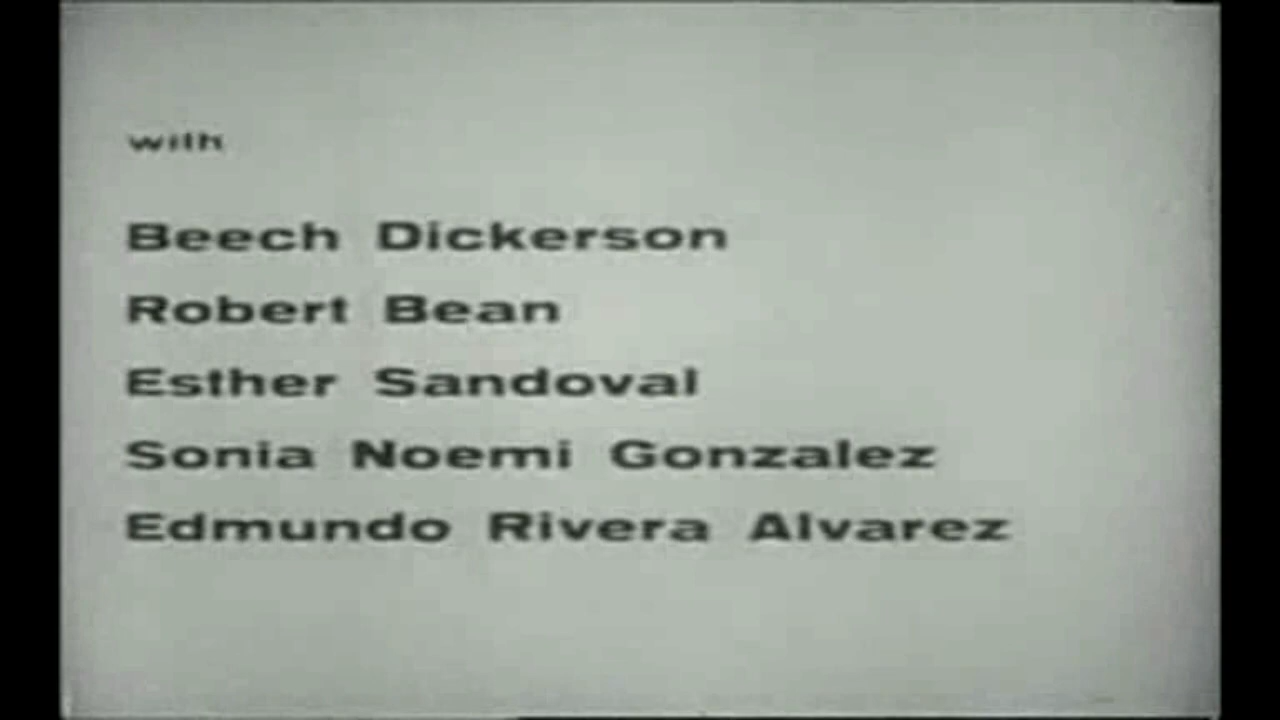 with
Beech Dickerson
Robert Bean
Esther Sandoval
Sonia Noemi Gonzalez
Edmundo Rivera Alvarez